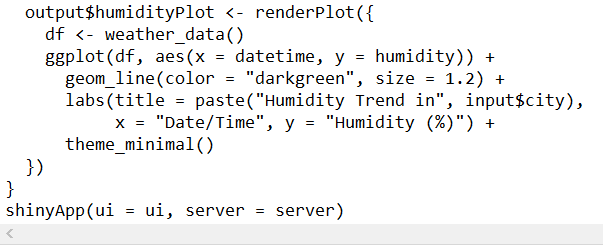 output$humidityPlot <- renderPlot({
df <- weather_data()
ggplot(df, aes(x = datetime, y = humidity)) +
geom_line(color = "darkgreen", size = 1.2) +
labs(title = paste("Humidity Trend in", input$city),
x = "Date/Time", y = "Humidity (%)") +
theme_minimal()
})
}
shinyApp(ui = ui, server = server)